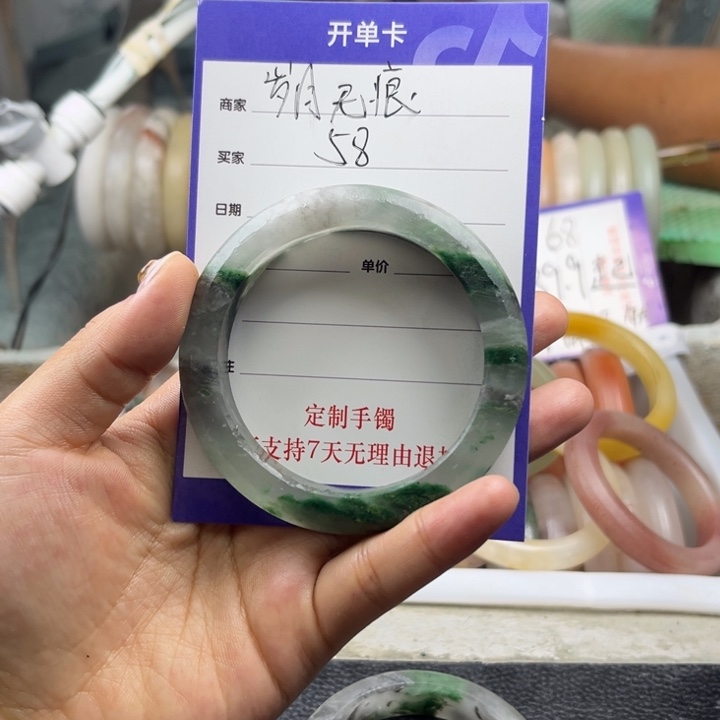 开单卡
商家 岁月无痕
买家 58
日期
单价
定制手镯
支持7天无理由退
68